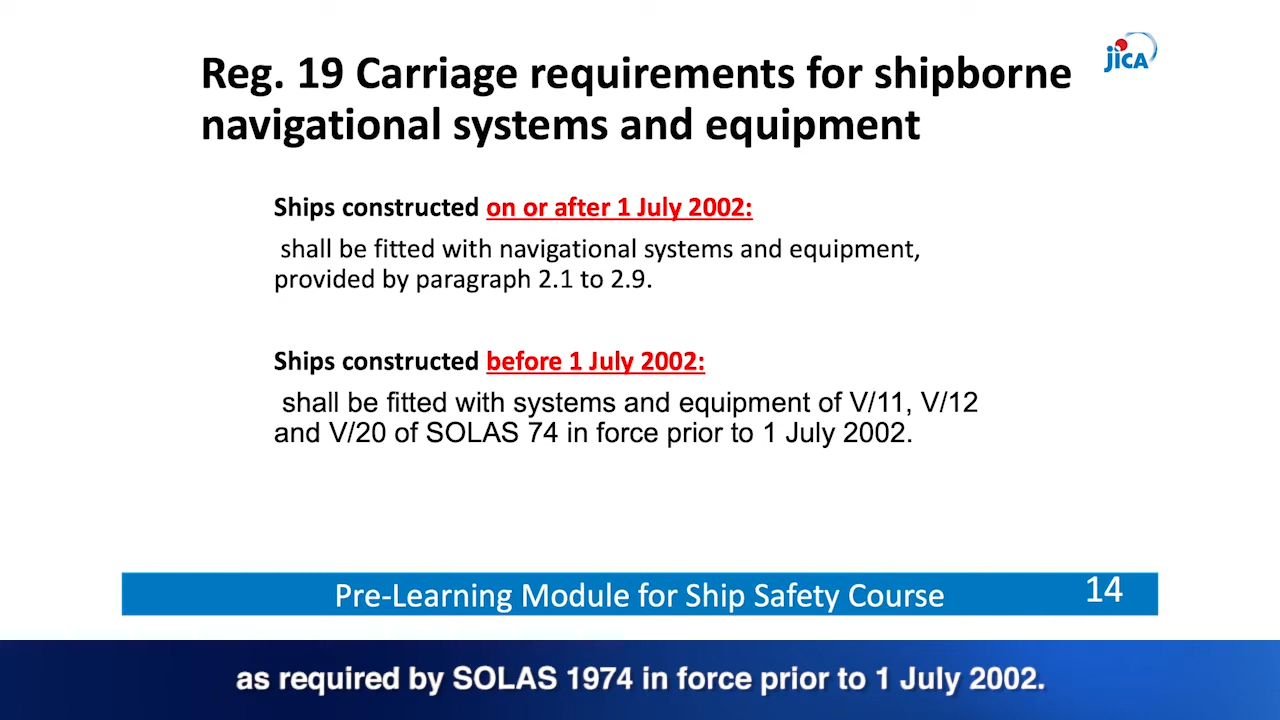 Reg. 19 Carriage requirements for shipborne
navigational systems and equipment
jICA
Ships constructed on or after 1 July 2002:
shall be fitted with navigational systems and equipment,
provided by paragraph 2.1 to 2.9.
Ships constructed before 1 July 2002:
shall be fitted with systems and equipment of V/11, V/12
and V/20 of SOLAS 74 in force prior to 1 July 2002.
Pre-Learning Module for Ship Safety Course
14
as required by SOLAS 1974 in force prior to 1 July 2002.